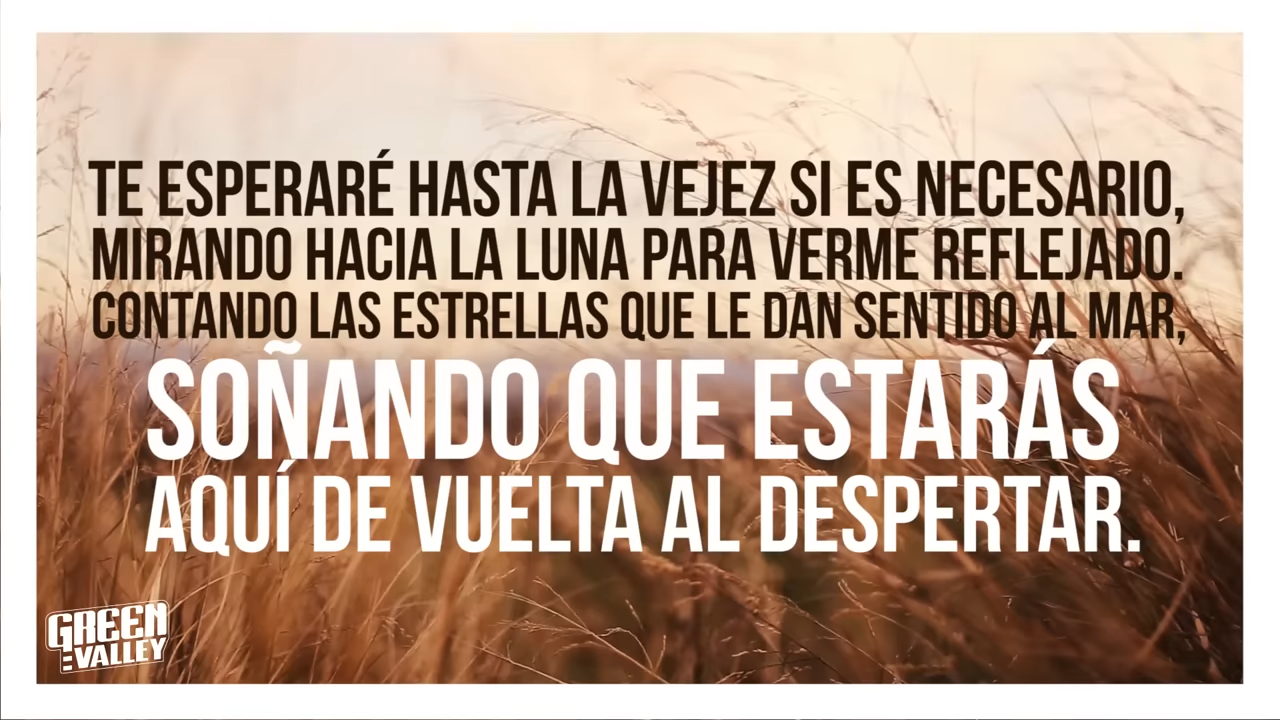 TE ESPERARÉ HASTA LA VEJEZ SI ES NECESARIO,
MIRANDO HACIA LA LUNA PARA VERME REFLEJADO.
CONTANDO LAS ESTRELLAS QUE LE DAN SENTIDO AL MAR,
SOÑANDO QUE ESTARÁS
AQUÍ DE VUELTA AL DESPERTAR.
GREEN
VALLEY